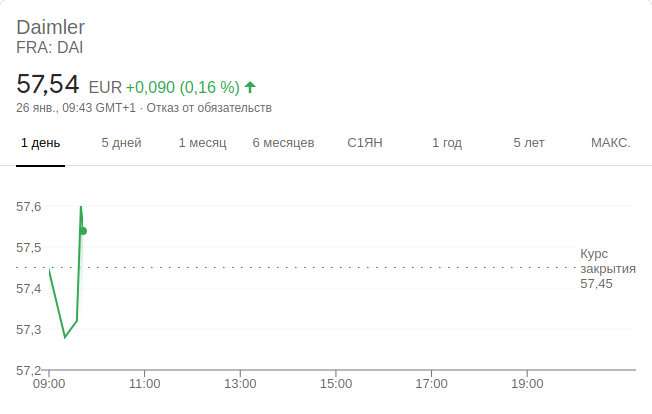 Daimler
FRA: DAI
57,54 EUR +0,090 (0,16 %)
26 янв., 09:43 GMT+1 · Отказ от обязательств
1 день 5 дней 1 месяц 6 месяцев С1ЯН 1 год 5 лет МАКС.
57,6
57,5
57,4
57,3
57,2
Курс
закрытия
57,45
09:00 11:00 13:00 15:00 17:00 19:00